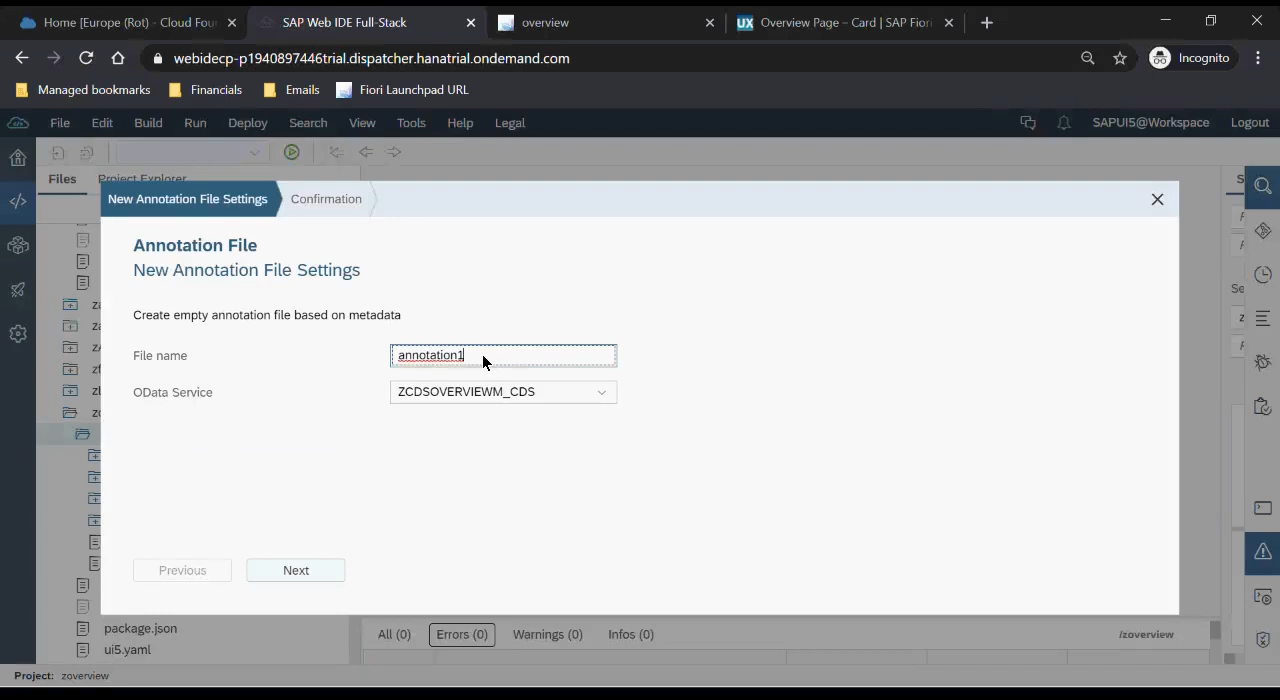 Home [Europe (Rot) - Cloud Fou
SAP Web IDE Full-Stack
overview
UX Overview Page – Card | SAP Fiori
webidecp-p1940897446trial.dispatcher.hanatrial.ondemand.com
Incognito
Managed bookmarks
Financials
Emails
Fiori Launchpad URL
File Edit Build Run Deploy Search View Tools Help Legal
SAPUI5@Workspace Logout
Files Project Explorer
New Annotation File Settings
Confirmation
Annotation File
New Annotation File Settings
Create empty annotation file based on metadata
File name annotation1
OData Service ZCDSOVERVIEWM_CDS
Previous
Next
package.json
ui5.yaml
All (0) Errors (0) Warnings (0) Infos (0)
/zoverview
Project: zoverview